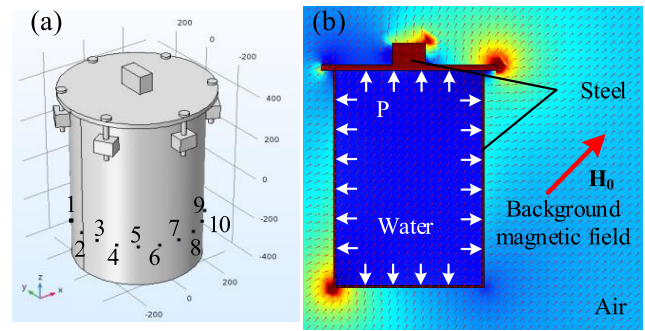 (a)
200
0
-200
400
200
0
-200
-400
1
2
3
4
5
6
7
8
9
10
200
0
-200
z
y
x
(b)
P
Water
Steel
H₀
Background
magnetic field
Air